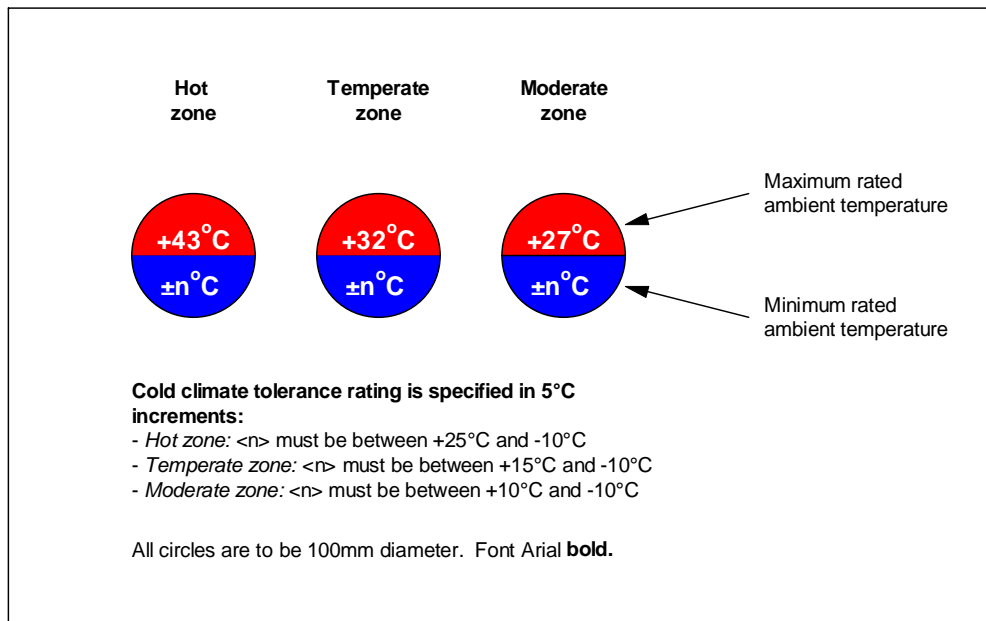 Hot
zone
Temperate
zone
Moderate
zone
+43°C
±n°C
+32°C
±n°C
+27°C
±n°C
Maximum rated
ambient temperature
Minimum rated
ambient temperature
Cold climate tolerance rating is specified in 5°C
increments:
- Hot zone: <n> must be between +25°C and -10°C
- Temperate zone: <n> must be between +15°C and -10°C
- Moderate zone: <n> must be between +10°C and -10°C
All circles are to be 100mm diameter.  Font Arial bold.